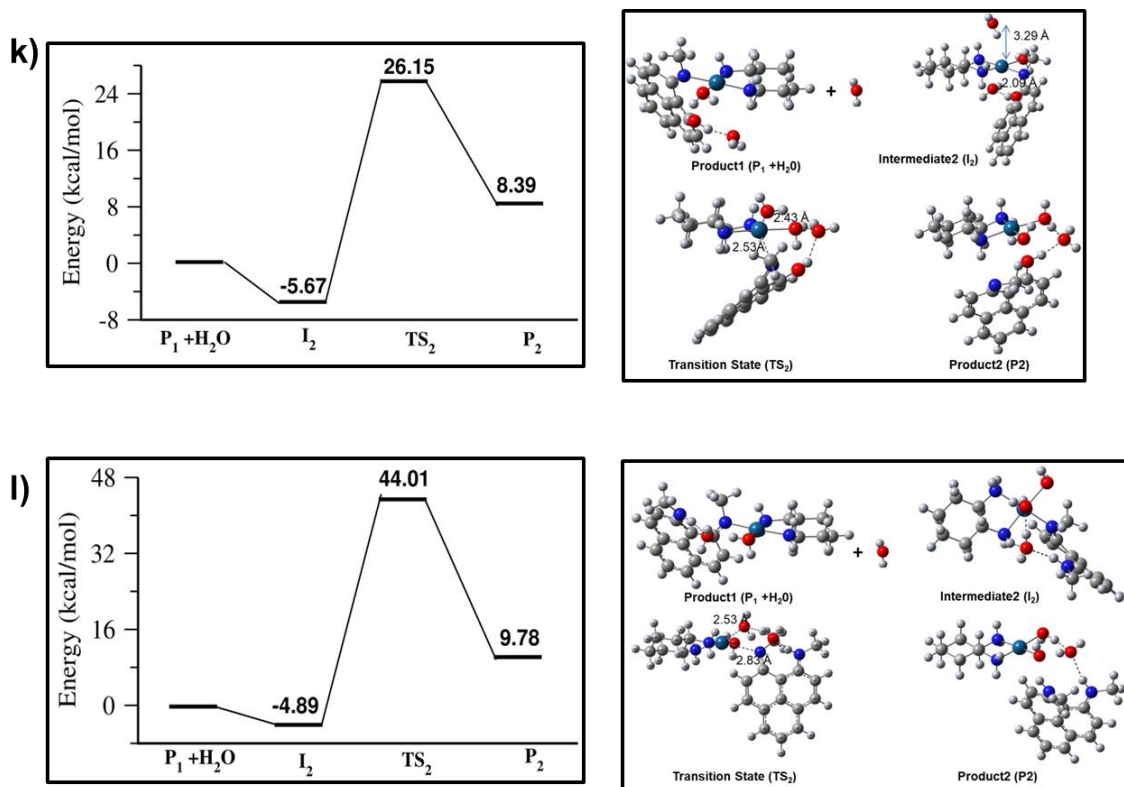 k)
Energy (kcal/mol)
24
16
8
0
-8
26.15
8.39
-5.67
P₁ +H₂O
I₂
TS₂
P₂
3.29 Å
2.09 Å
+
Product1 (P₁ +H₂0)
Intermediate2 (I₂)
2.43 Å
2.53Å
Transition State (TS₂)
Product2 (P2)
l)
Energy (kcal/mol)
48
32
16
0
44.01
9.78
-4.89
P₁ +H₂O
I₂
TS₂
P₂
+
Product1 (P₁ +H₂0)
Intermediate2 (I₂)
2.53 Å
2.83 Å
Transition State (TS₂)
Product2 (P2)